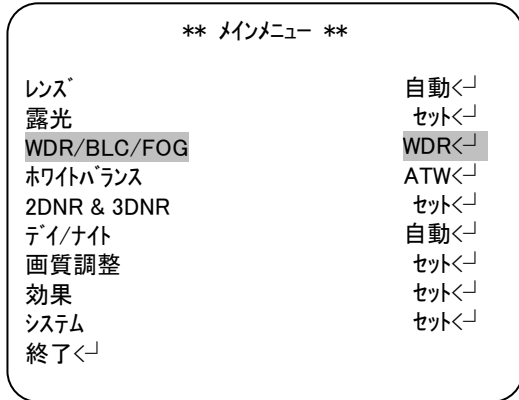 ** ﾒｲﾝﾒﾆｭｰ **
ﾚﾝｽﾞ 自動<┘
露光 ｾｯﾄ<┘
WDR/BLC/FOG WDR<┘
ﾎﾜｲﾄﾊﾞﾗﾝｽ ATW<┘
2DNR & 3DNR ｾｯﾄ<┘
ﾃﾞｲ/ﾅｲﾄ 自動<┘
画質調整 ｾｯﾄ<┘
効果 ｾｯﾄ<┘
ｼｽﾃﾑ ｾｯﾄ<┘
終了<┘